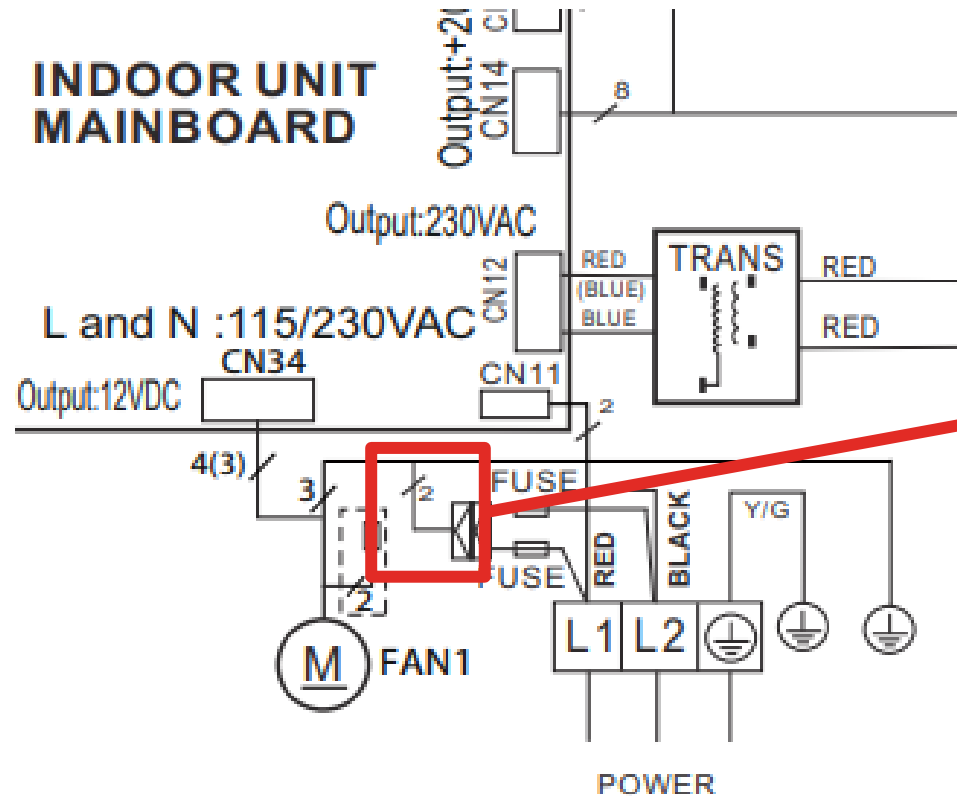 INDOOR UNIT
MAINBOARD
Output:+20
CN14
8
Output:230VAC
CN12
RED
(BLUE)
BLUE
TRANS
RED
RED
L and N :115/230VAC
CN34
Output:12VDC
CN11
2
4(3)
3
2
FUSE
FUSE
RED
BLACK
Y/G
2
M
FAN1
L1
L2
POWER